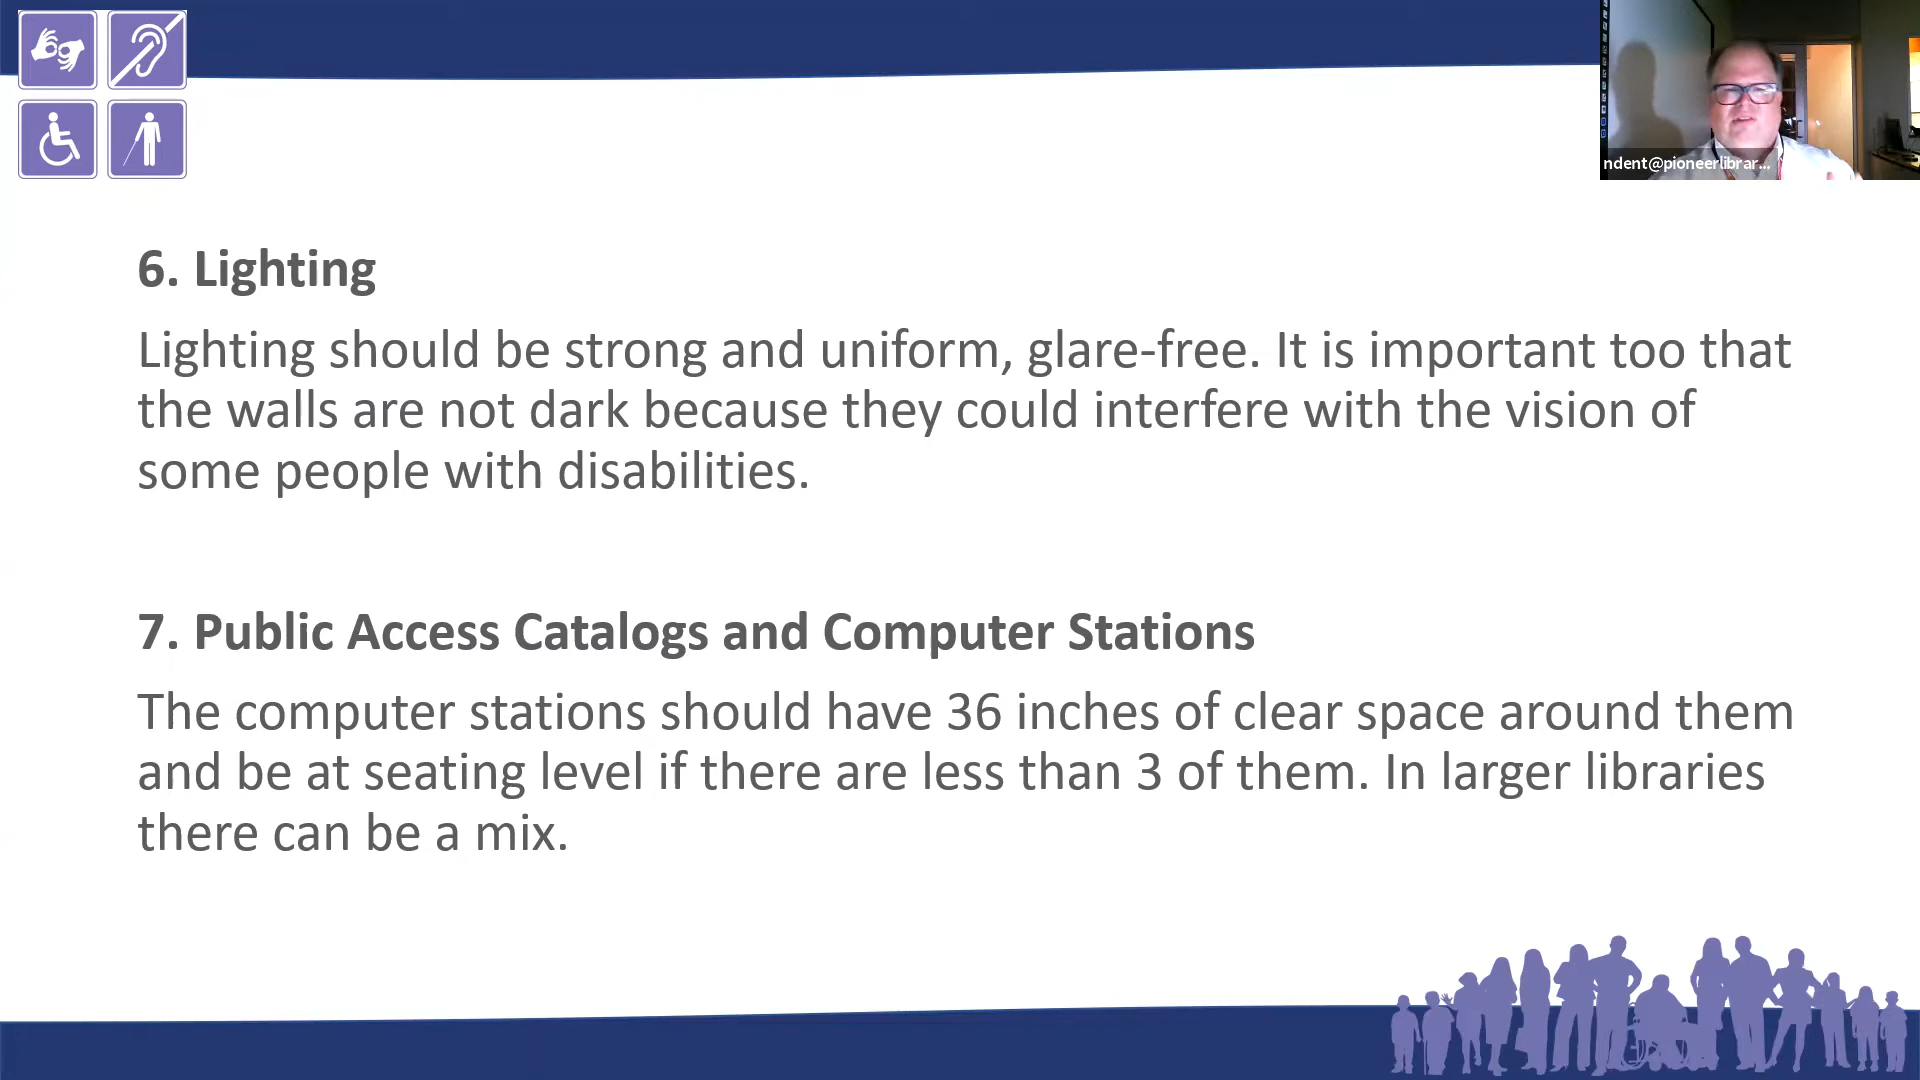 ndent@pioneerlibrar...
6. Lighting
Lighting should be strong and uniform, glare-free. It is important too that
the walls are not dark because they could interfere with the vision of
some people with disabilities.
7. Public Access Catalogs and Computer Stations
The computer stations should have 36 inches of clear space around them
and be at seating level if there are less than 3 of them. In larger libraries
there can be a mix.